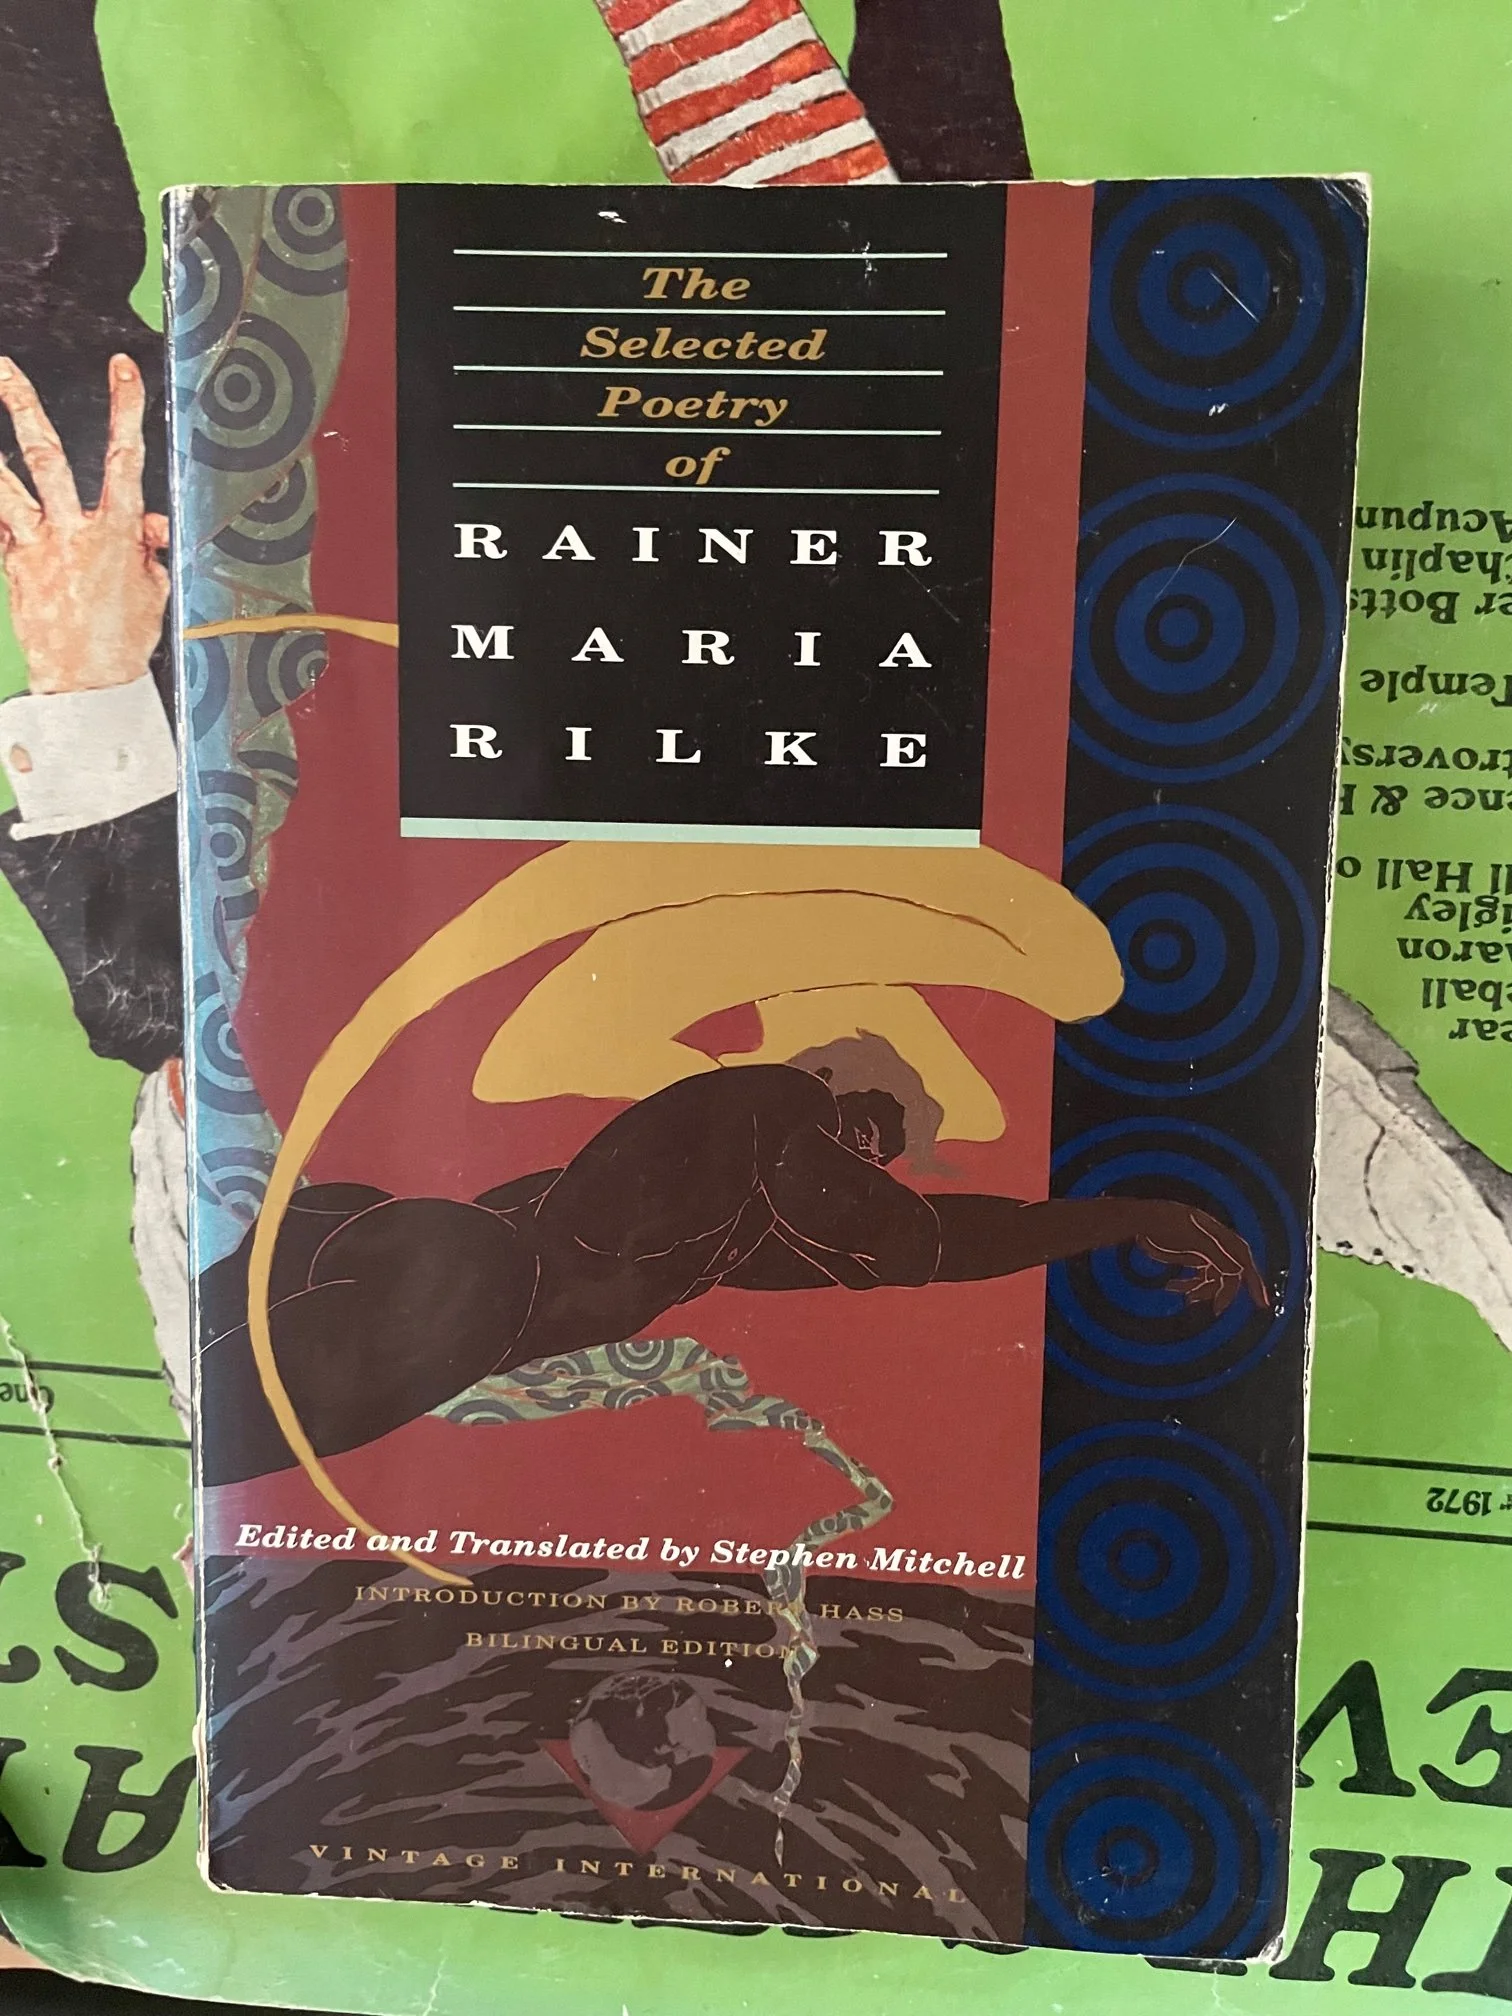 The
Selected
Poetry
of
RAINER
MARIA
RILKE
Edited and Translated by Stephen Mitchell
INTRODUCTION BY ROBERT HASS
BILINGUAL EDITION
VINTAGE INTERNATIONAL
1972
Temple
Hall